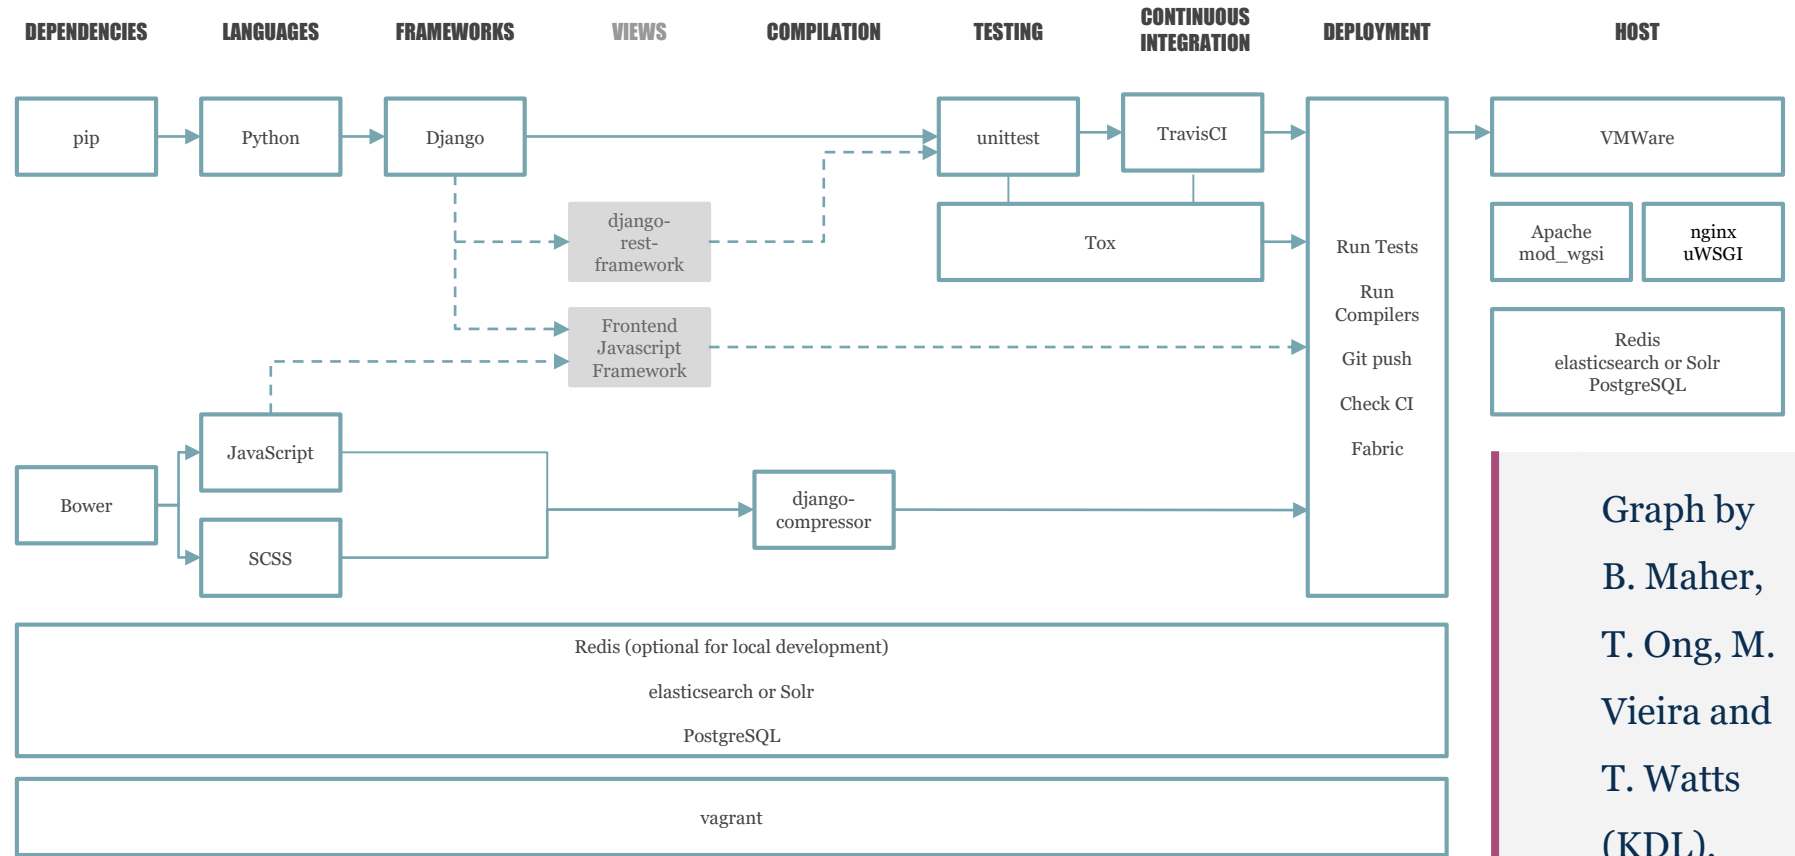 DEPENDENCIES
LANGUAGES
FRAMEWORKS
VIEWS
COMPILATION
TESTING
CONTINUOUS
INTEGRATION
DEPLOYMENT
HOST
pip
Python
Django
unittest
TravisCI
VMWare
django-
rest-
framework
Tox
Apache
mod_wgsi
nginx
uWSGI
Frontend
Javascript
Framework
Run Tests
Run
Compilers
Git push
Check CI
Fabric
Redis
elasticsearch or Solr
PostgreSQL
Bower
JavaScript
SCSS
django-
compressor
Redis (optional for local development)
elasticsearch or Solr
PostgreSQL
vagrant
Graph by
B. Maher,
T. Ong, M.
Vieira and
T. Watts
(KDL).